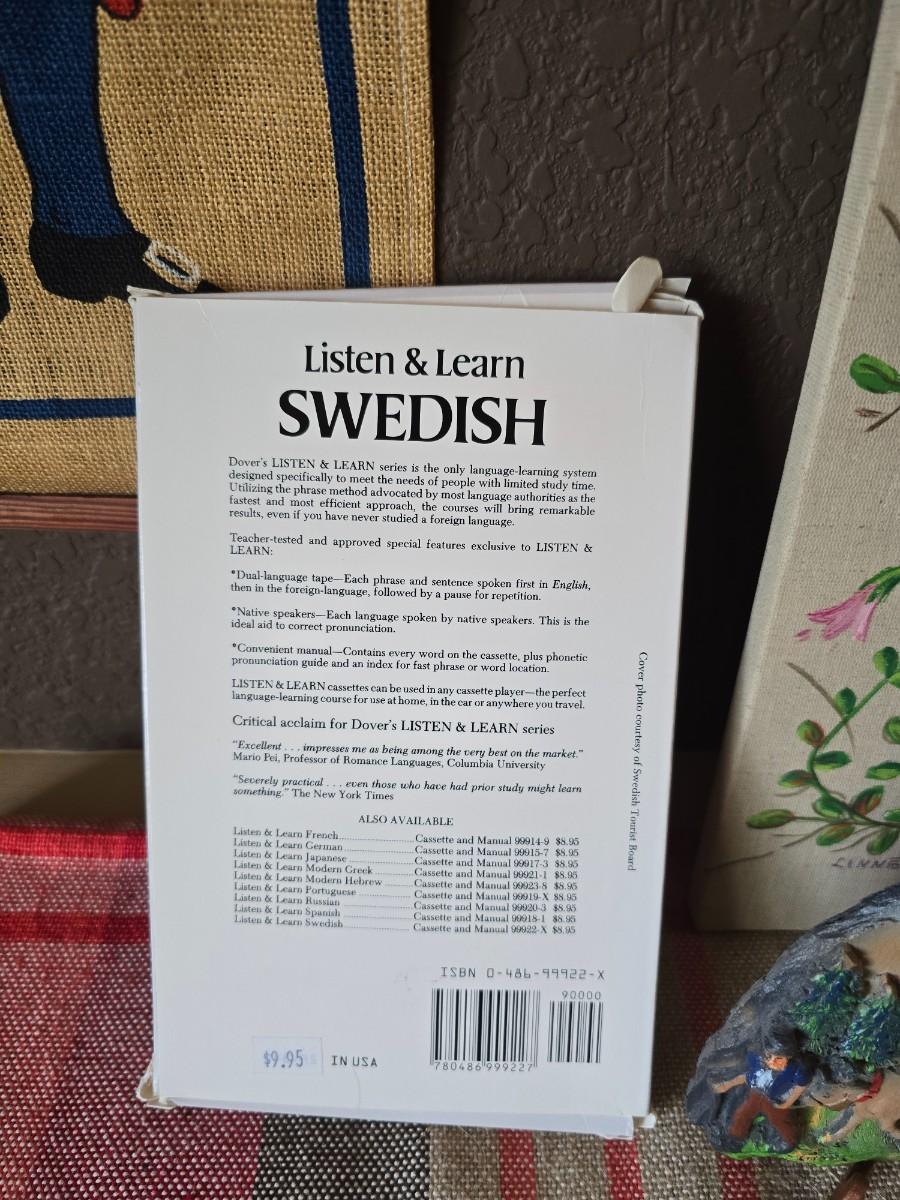 Listen & Learn
SWEDISH
Dover's LISTEN & LEARN series is the only language-learning system
designed specifically to meet the needs of people with limited study time.
Utilizing the phrase method advocated by most language authorities as the
fastest and most efficient approach, the courses will bring remarkable
results, even if you have never studied a foreign language.
Teacher-tested and approved special features exclusive to LISTEN &
LEARN:
*Dual-language tape—Each phrase and sentence spoken first in English,
then in the foreign-language, followed by a pause for repetition.
*Native speakers—Each language spoken by native speakers. This is the
ideal aid to correct pronunciation.
*Convenient manual—Contains every word on the cassette, plus phonetic
pronunciation guide and an index for fast phrase or word location.
LISTEN & LEARN cassettes can be used in any cassette player—the perfect
language-learning course for use at home, in the car or anywhere you travel.
Critical acclaim for Dover's LISTEN & LEARN series
"Excellent . . . impresses me as being among the very best on the market."
Mario Pei, Professor of Romance Languages, Columbia University
"Severely practical . . . even those who have had prior study might learn
something." The New York Times
ALSO AVAILABLE
Listen & Learn French Cassette and Manual 99914-9 $8.95
Listen & Learn German Cassette and Manual 99915-7 $8.95
Listen & Learn Japanese Cassette and Manual 99917-3 $8.95
Listen & Learn Modern Greek Cassette and Manual 99921-1 $8.95
Listen & Learn Modern Hebrew Cassette and Manual 99923-8 $8.95
Listen & Learn Portuguese Cassette and Manual 99919-X $8.95
Listen & Learn Russian Cassette and Manual 99920-3 $8.95
Listen & Learn Spanish Cassette and Manual 99918-1 $8.95
Listen & Learn Swedish Cassette and Manual 99922-X $8.95
Cover photo courtesy of Swedish Tourist Board
ISBN 0-486-99922-X
90000
9.95
$9.95 IN USA
780486 999227